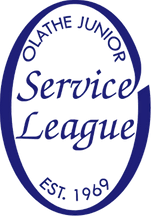 OLATHE JUNIOR
Service
League
EST. 1969